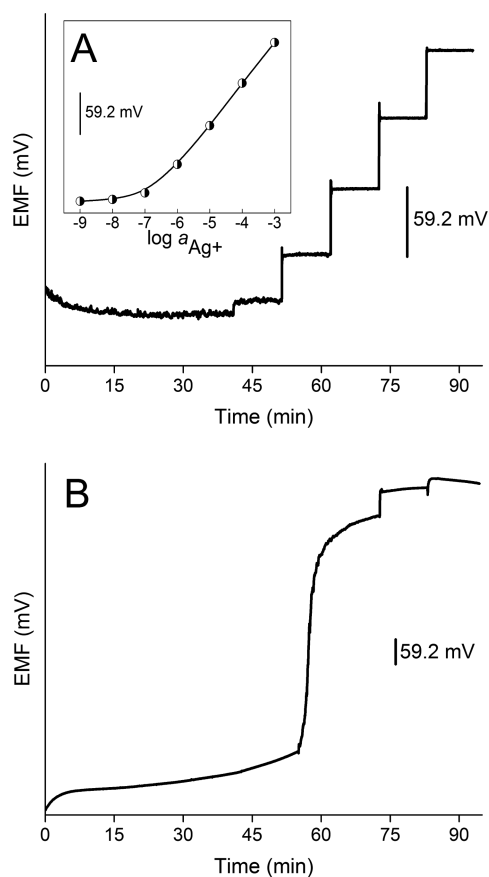 A
59.2 mV
-9 -8 -7 -6 -5 -4 -3
log aAg+
EMF (mV)
59.2 mV
0 15 30 45 60 75 90
Time (min)
B
EMF (mV)
59.2 mV
0 15 30 45 60 75 90
Time (min)